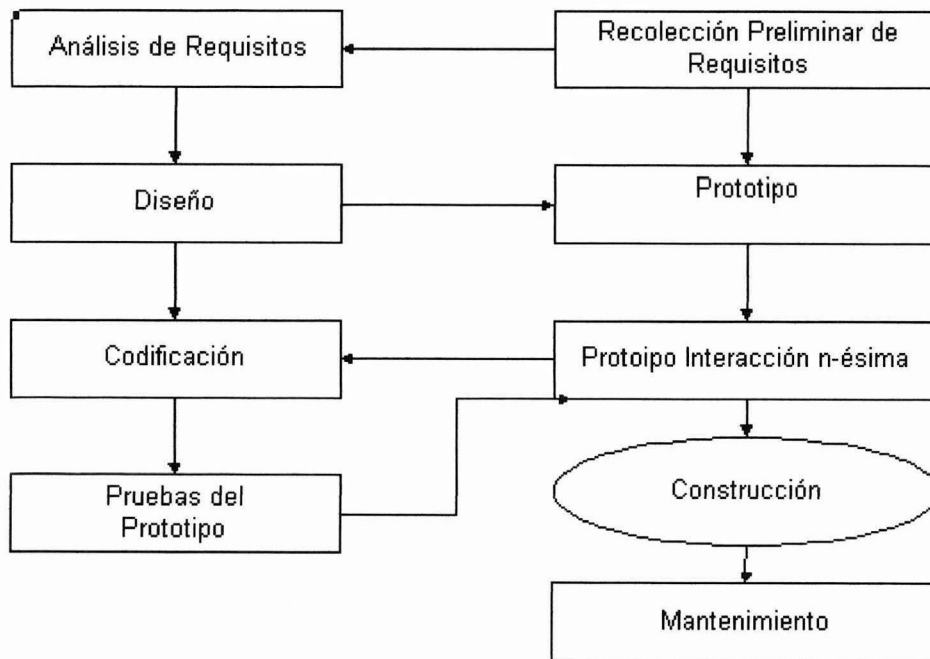 Análisis de Requisitos
Recolección Preliminar de
Requisitos
Diseño
Prototipo
Codificación
Protoipo Interacción n-ésima
Pruebas del
Prototipo
Construcción
Mantenimiento